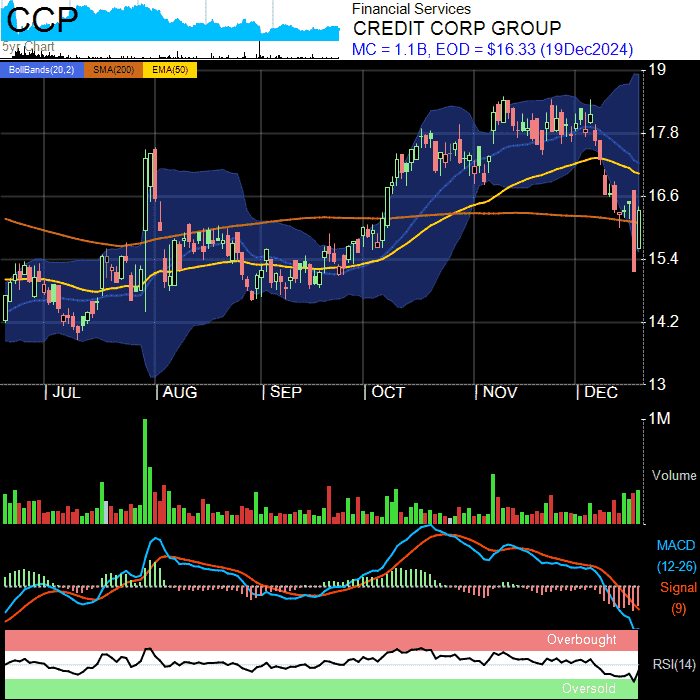 CCP
5yr Chart
Financial Services
CREDIT CORP GROUP
MC = 1.1B, EOD = $16.33 (19Dec2024)
BollBands(20,2) SMA(200) EMA(50)
19
17.8
16.6
15.4
14.2
13
JUL AUG SEP OCT NOV DEC
1M
Volume
MACD
(12-26)
Signal
(9)
Overbought
RSI(14)
Oversold